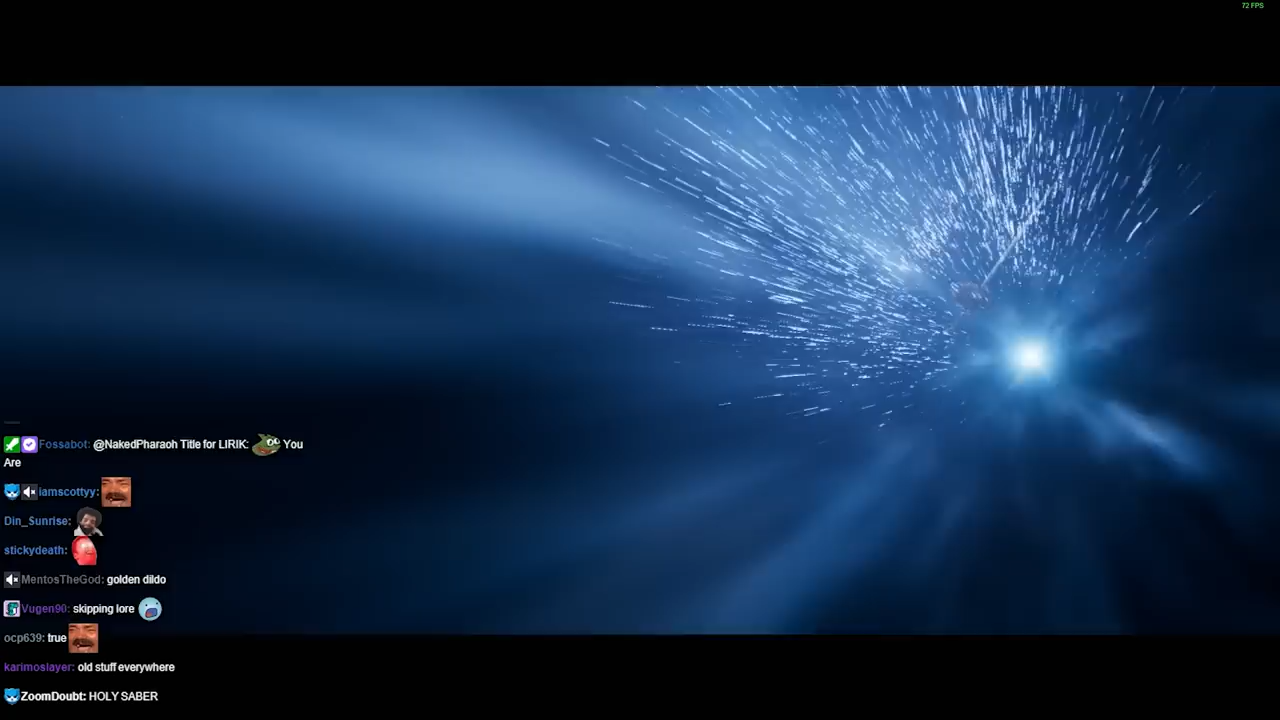 72 FPS
Fossabot: @NakedPharaoh Title for LIRIK: You
Are
iamscottyy:
Din_Sunrise:
stickydeath:
MentosTheGod: golden dildo
Vugen90: skipping lore
ocp639: true
karimoslayer: old stuff everywhere
ZoomDoubt: HOLY SABER